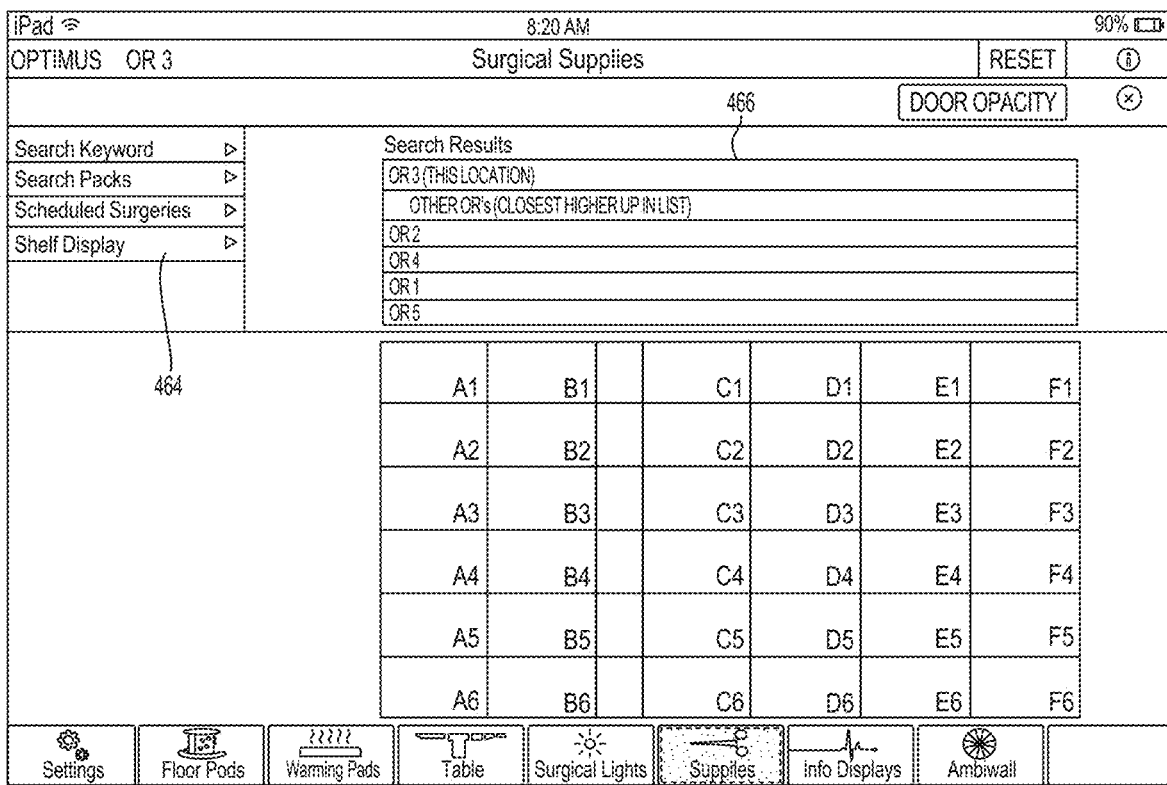 iPad 8:20 AM 90%
OPTIMUS OR 3 Surgical Supplies RESET
466 DOOR OPACITY
Search Keyword
Search Packs
Scheduled Surgeries
Shelf Display
464
Search Results
OR 3 (THIS LOCATION)
OTHER OR's (CLOSEST HIGHER UP IN LIST)
OR 2
OR 4
OR 1
OR 5
A1 B1 C1 D1 E1 F1
A2 B2 C2 D2 E2 F2
A3 B3 C3 D3 E3 F3
A4 B4 C4 D4 E4 F4
A5 B5 C5 D5 E5 F5
A6 B6 C6 D6 E6 F6
Settings Floor Pods Warming Pads Table Surgical Lights Supplies Info Displays Ambiwall